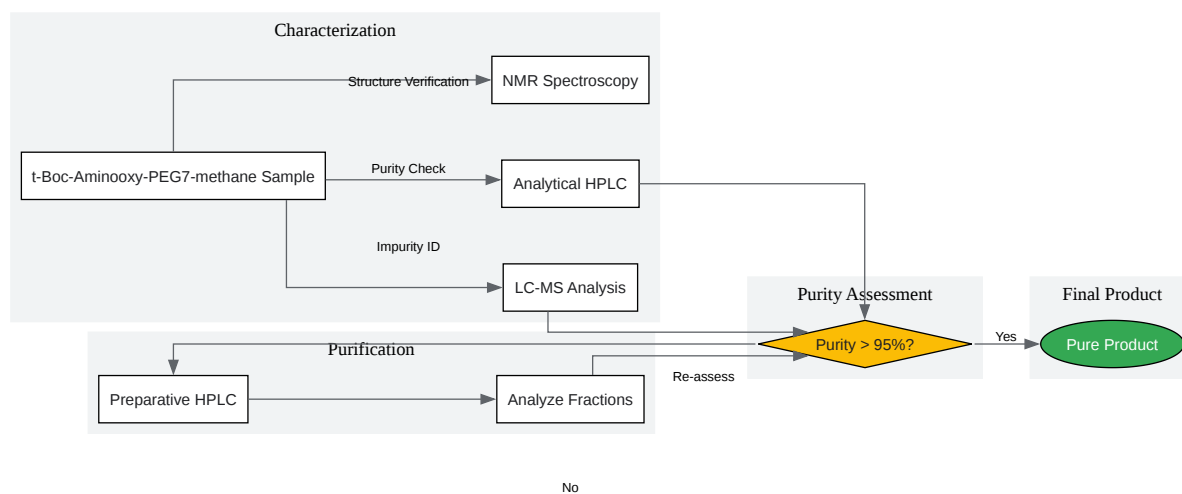 Characterization
Structure Verification
NMR Spectroscopy
t-Boc-Aminooxy-PEG7-methane Sample
Purity Check
Analytical HPLC
Impurity ID
LC-MS Analysis
Purity Assessment
Final Product
Purification
Purity > 95%?
Yes
Pure Product
Re-assess
Preparative HPLC
Analyze Fractions
No